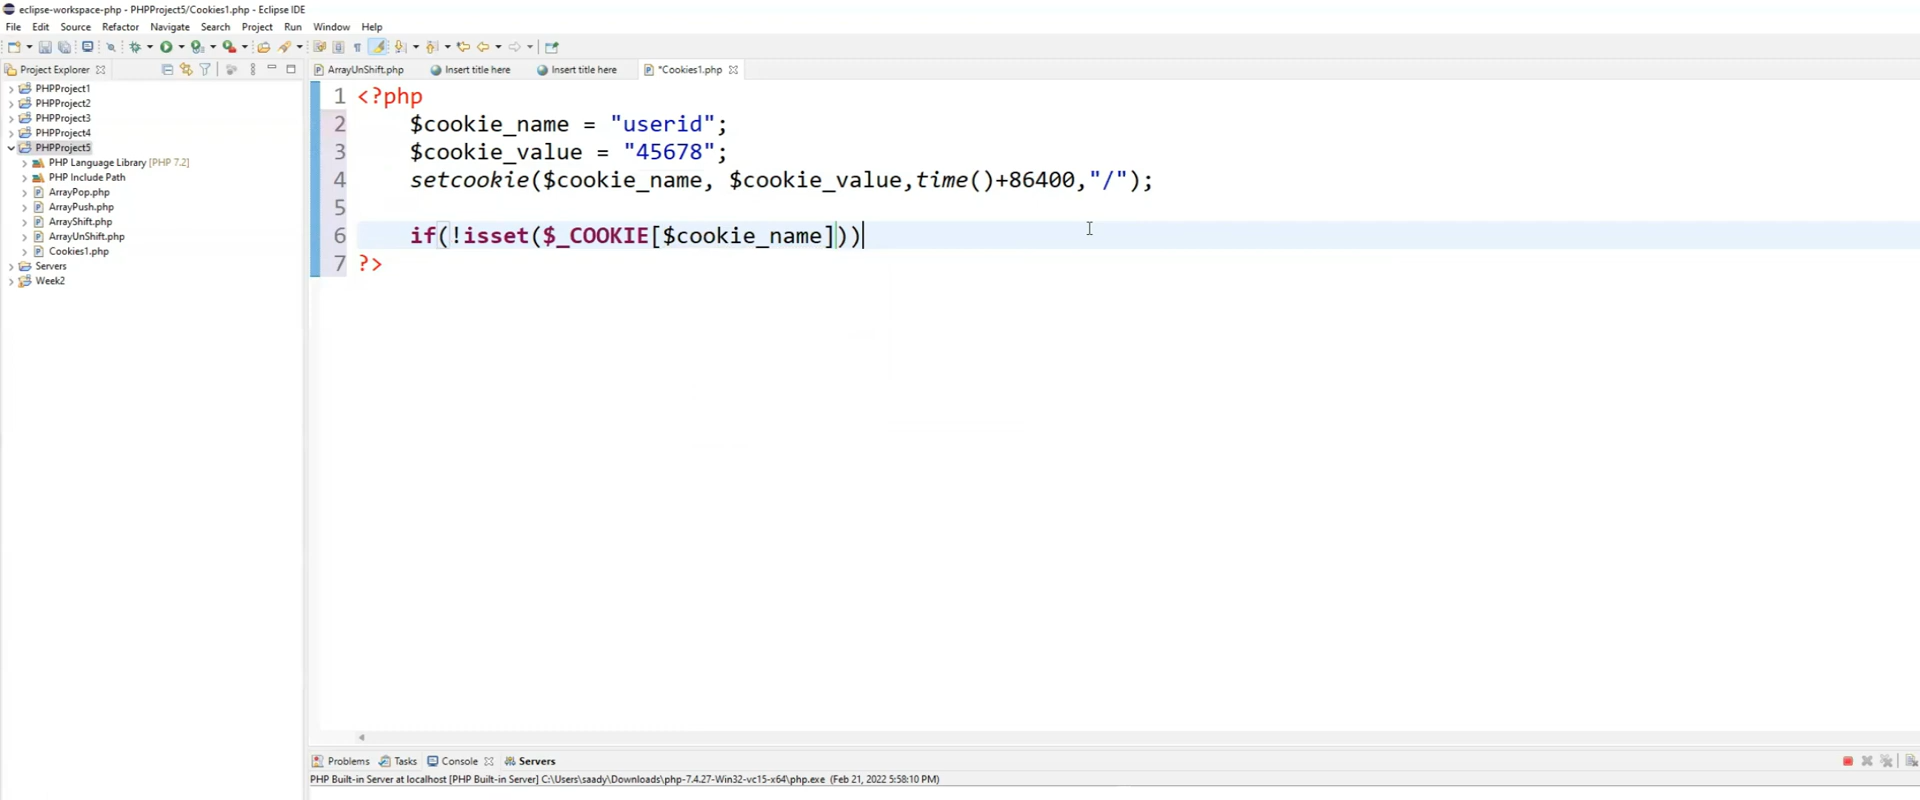 eclipse-workspace-php - PHPProject5/Cookies1.php - Eclipse IDE
File Edit Source Refactor Navigate Search Project Run Window Help
Project Explorer
PHPProject1
PHPProject2
PHPProject3
PHPProject4
PHPProject5
PHP Language Library [PHP 7.2]
PHP Include Path
ArrayPop.php
ArrayPush.php
ArrayShift.php
ArrayUnShift.php
Cookies1.php
Servers
Week2
ArrayUnShift.php Insert title here Insert title here *Cookies1.php
1 <?php
2 $cookie_name = "userid";
3 $cookie_value = "45678";
4 setcookie($cookie_name, $cookie_value,time()+86400,"/");
5
6 if(!isset($_COOKIE[$cookie_name]))
7 ?>
Problems Tasks Console Servers
PHP Built-in Server at localhost [PHP Built-in Server] C:\Users\saady\Downloads\php-7.4.27-Win32-vc15-x64\php.exe (Feb 21, 2022 5:58:10 PM)